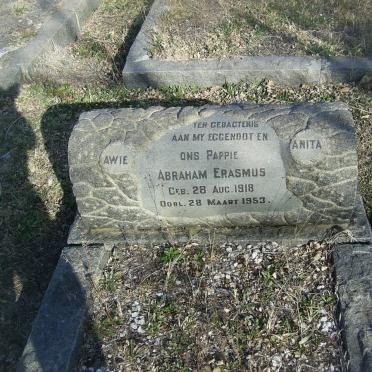 TER GEDAGTENIS
AAN MY EGGENOOT EN
ONS PAPPIE
AWIE
ANITA
ABRAHAM ERASMUS
GEB. 28 AUG. 1918
OORL. 28 MAART 1953.